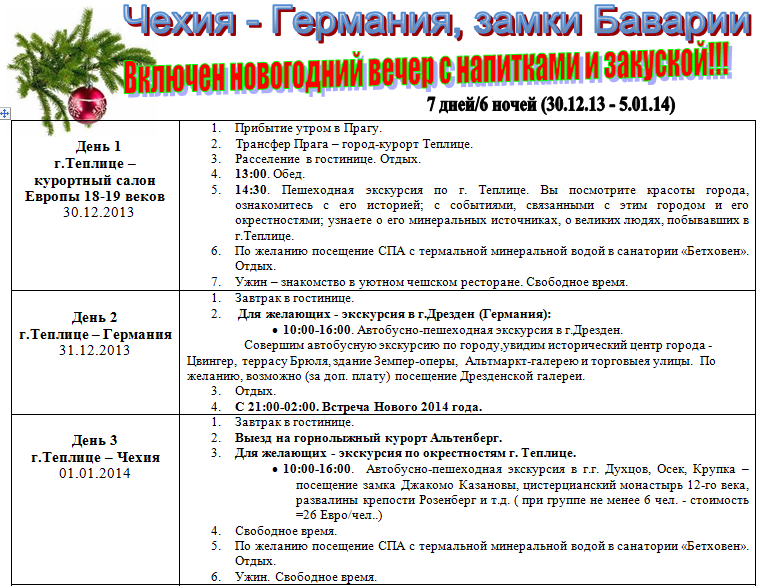 Чехия - Германия, замки Баварии
Включен новогодний вечер с напитками и закуской!!!
7 дней/6 ночей (30.12.13 - 5.01.14)
День 1
г.Теплице –
курортный салон
Европы 18-19 веков
30.12.2013
1. Прибытие утром в Прагу.
2. Трансфер Прага – город-курорт Теплице.
3. Расселение в гостинице. Отдых.
4. 13:00. Обед.
5. 14:30. Пешеходная экскурсия по г. Теплице. Вы посмотрите красоты города,
ознакомитесь с его историей; с событиями, связанными с этим городом и его
окрестностями; узнаете о его минеральных источниках, о великих людях, побывавших в
г.Теплице.
6. По желанию посещение СПА с термальной минеральной водой в санатории «Бетховен».
Отдых.
7. Ужин – знакомство в уютном чешском ресторане. Свободное время.
День 2
г.Теплице – Германия
31.12.2013
1. Завтрак в гостинице.
2. Для желающих - экскурсия в г.Дрезден (Германия):
• 10:00-16:00. Автобусно-пешеходная экскурсия в г.Дрезден.
Совершим автобусную экскурсию по городу,увидим исторический центр города -
Цвингер, террасу Брюля,здание Земпер-оперы, Альтмаркт-галерею и торговыея улицы. По
желанию, возможно (за доп. плату) посещение Дрезденской галереи.
3. Отдых.
4. С 21:00-02:00. Встреча Нового 2014 года.
День 3
г.Теплице – Чехия
01.01.2014
1. Завтрак в гостинице.
2. Выезд на горнолыжный курорт Альтенберг.
3. Для желающих - экскурсия по окрестностям г. Теплице.
• 10:00-16:00. Автобусно-пешеходная экскурсия в г.г. Духцов, Осек, Крупка –
посещение замка Джакомо Казановы, цистерцианский монастырь 12-го века,
развалины крепости Розенберг и т.д. ( при группе не менее 6 чел. - стоимость
=26 Евро/чел..)
4. Свободное время.
5. По желанию посещение СПА с термальной минеральной водой в санатории «Бетховен».
Отдых.
6. Ужин. Свободное время.